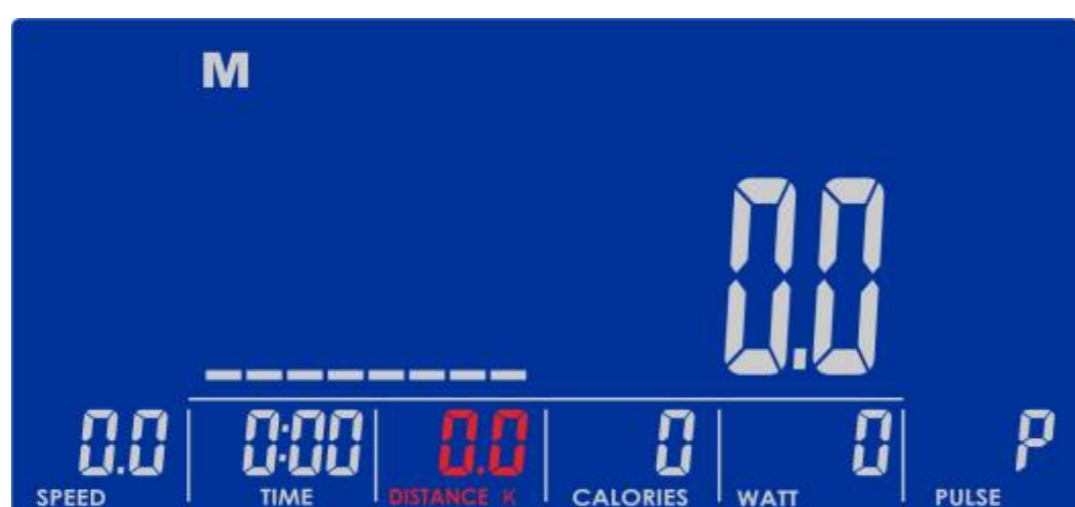 M
0.0
0.0 0:00 0.0 0 0 P
SPEED TIME DISTANCE K CALORIES WATT PULSE